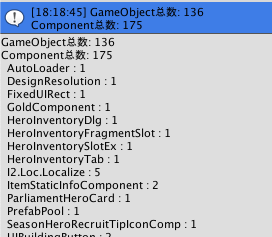 [18:18:45] GameObject总数: 136
Component总数: 175
GameObject总数 : 136
Component总数 : 175
AutoLoader : 1
DesignResolution : 1
FixedUIRect : 1
GoldComponent : 1
HeroInventoryDlg : 1
HeroInventoryFragmentSlot : 1
HeroInventorySlotEx : 1
HeroInventoryTab : 1
I2.Loc.Localize : 5
ItemStaticInfoComponent : 2
ParliamentHeroCard : 1
PrefabPool : 1
SeasonHeroRecruitTipIconComp : 1
UIBuildingButton : 2